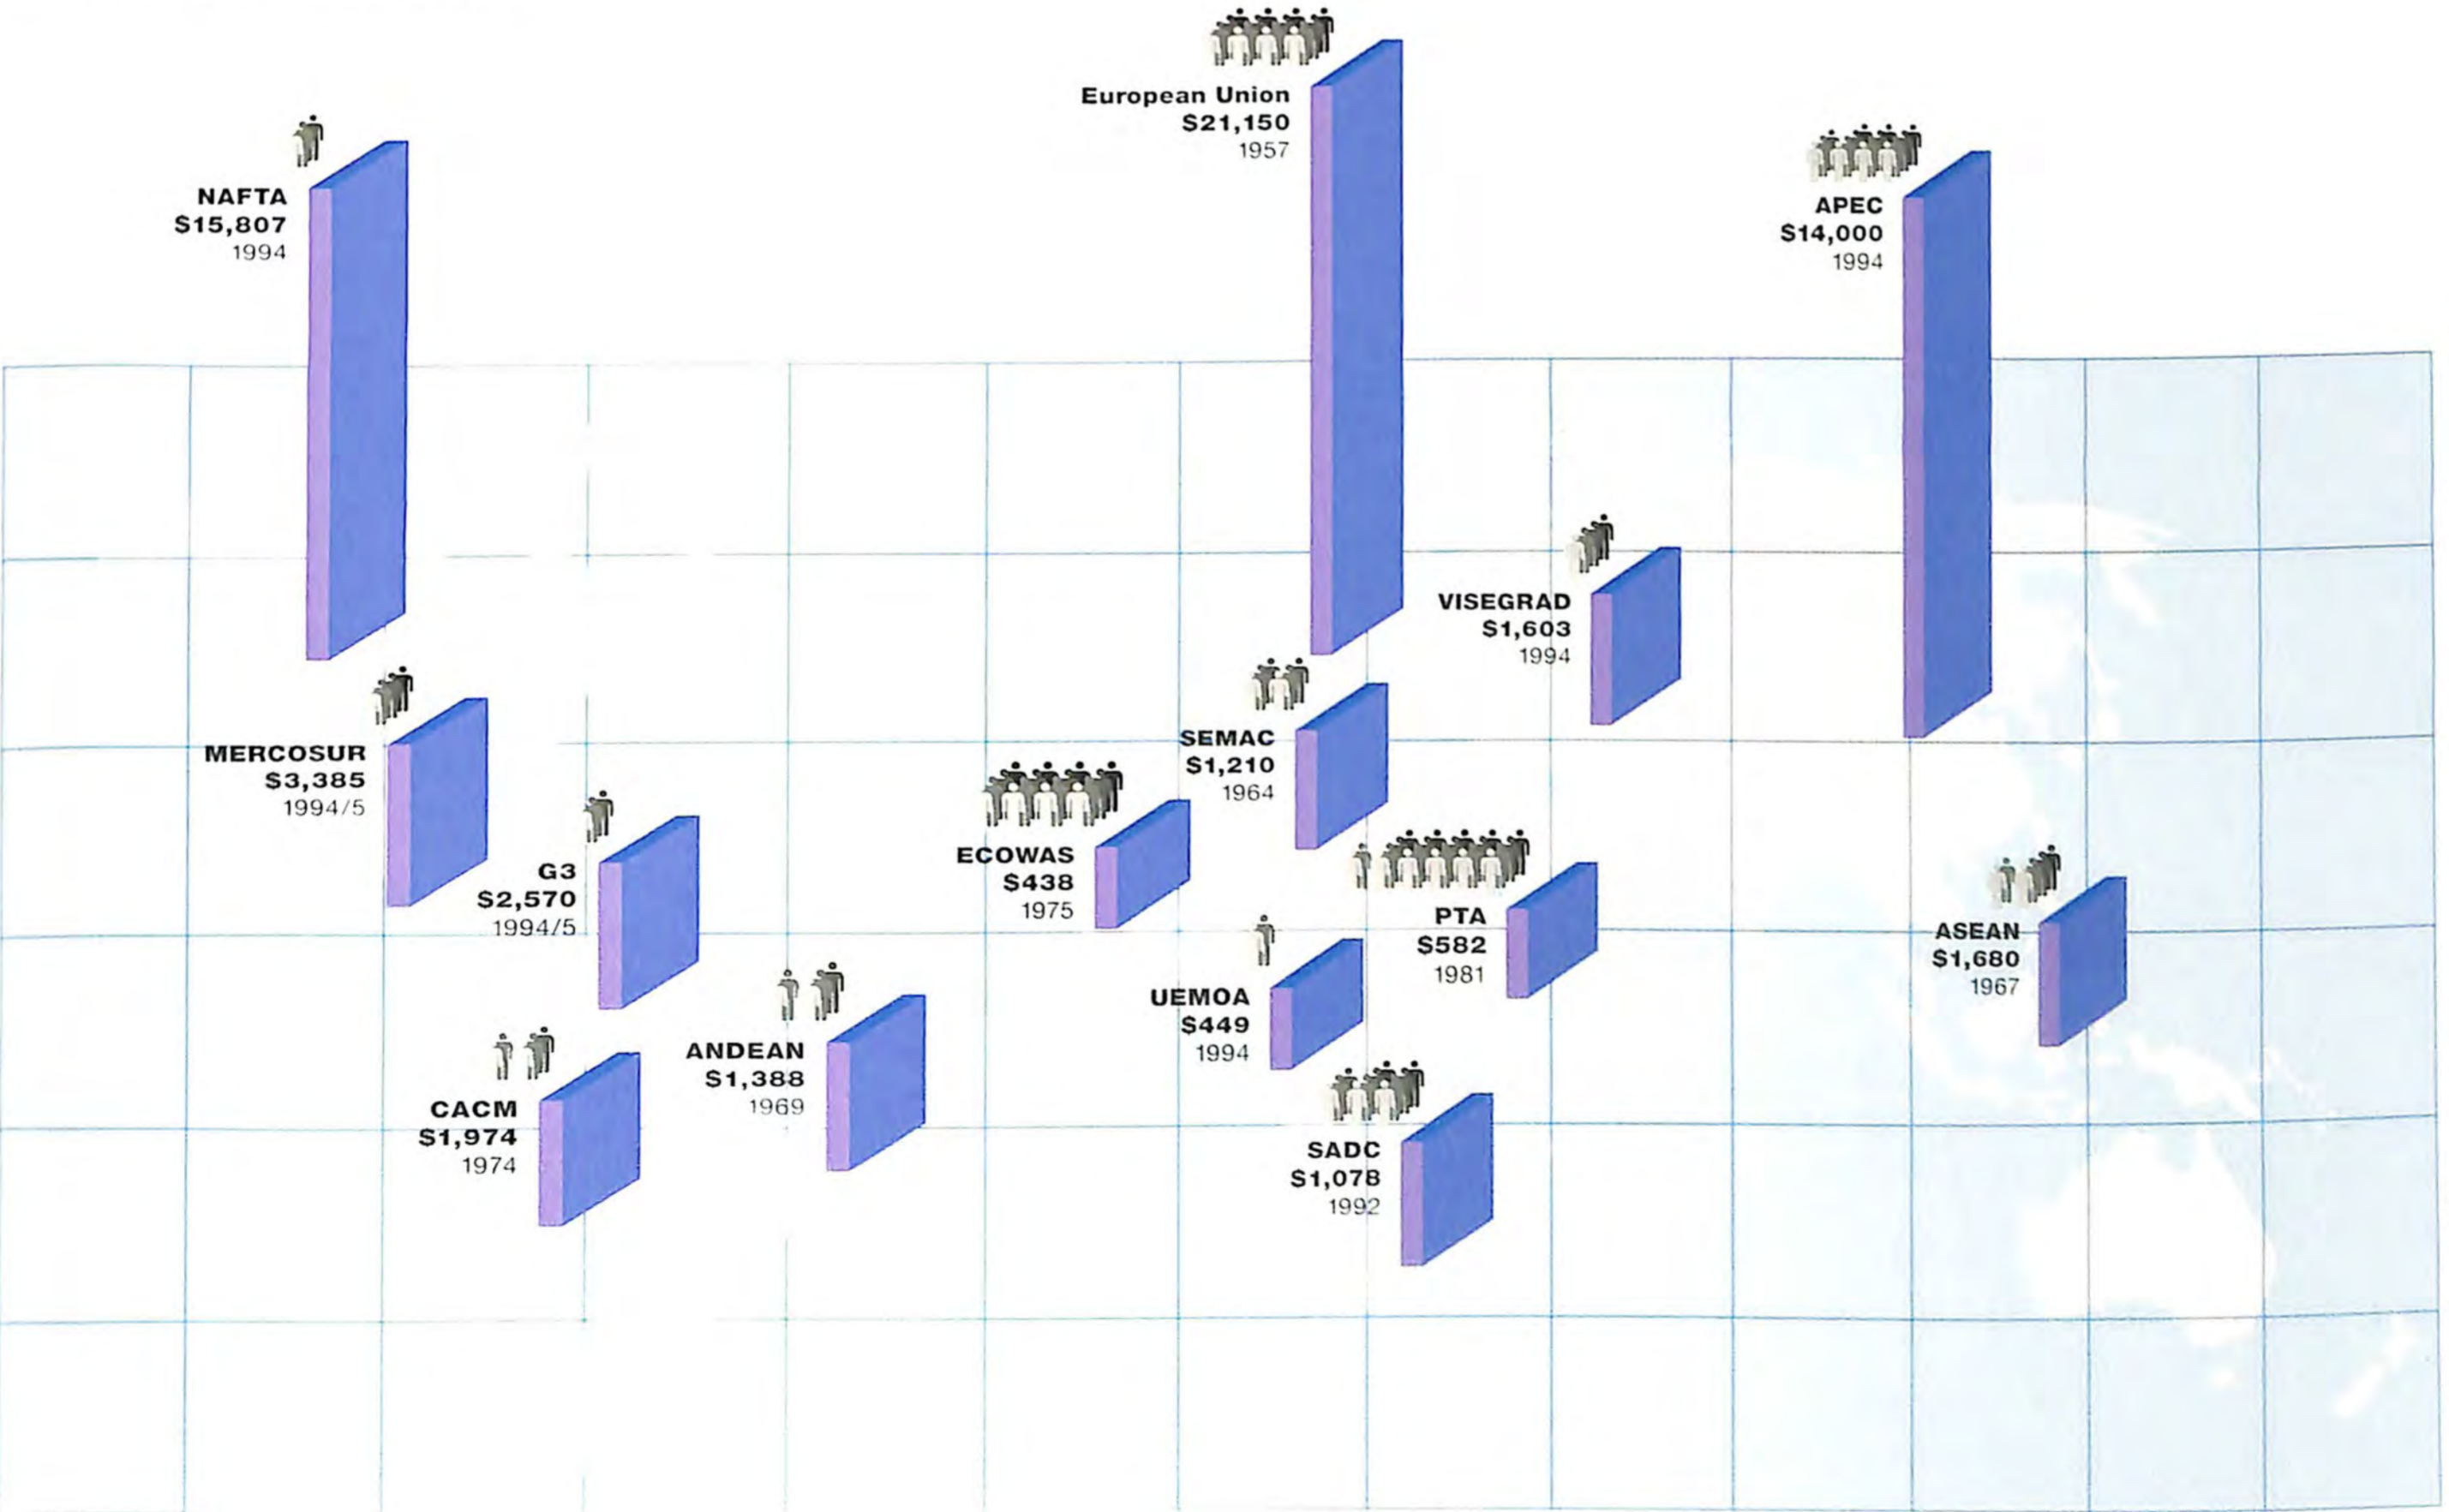 European Union
$21,150
1957
NAFTA
$15,807
1994
APEC
$14,000
1994
VISEGRAD
$1,603
1994
SEMAC
$1,210
1964
MERCOSUR
$3,385
1994/5
ECOWAS
$438
1975
G3
$2,570
1994/5
PTA
$582
1981
ASEAN
$1,680
1967
UEMOA
$449
1994
ANDEAN
$1,388
1969
CACM
$1,974
1974
SADC
$1,078
1992